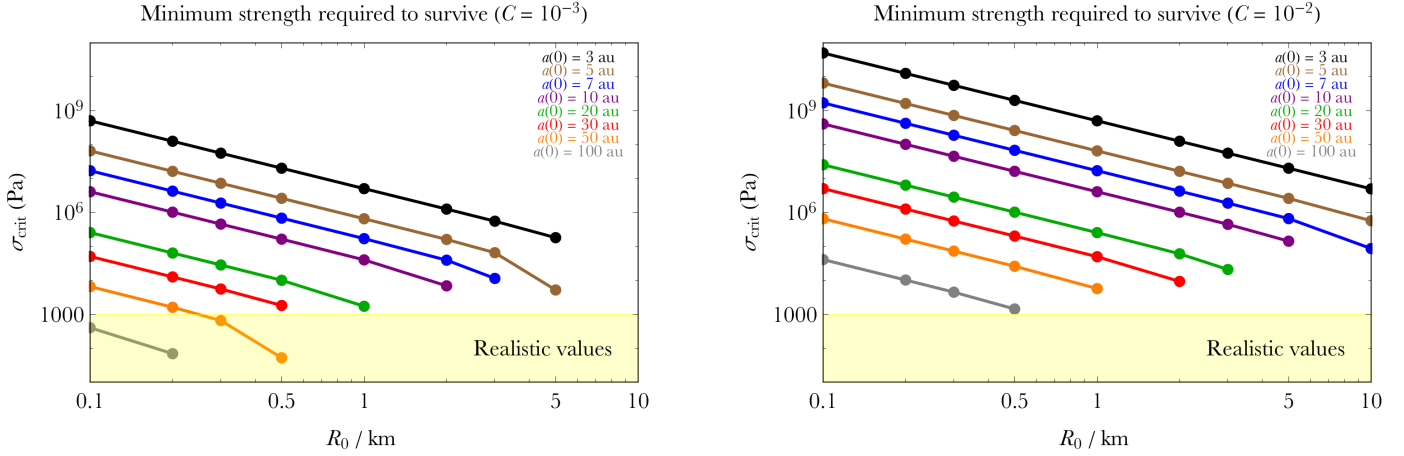 Minimum strength required to survive (C = 10⁻³)
a(0) = 3 au
a(0) = 5 au
a(0) = 7 au
a(0) = 10 au
a(0) = 20 au
a(0) = 30 au
a(0) = 50 au
a(0) = 100 au
10⁹
10⁶
1000
σcrit (Pa)
Realistic values
0.1 0.5 1 5 10
R₀ / km
Minimum strength required to survive (C = 10⁻²)
a(0) = 3 au
a(0) = 5 au
a(0) = 7 au
a(0) = 10 au
a(0) = 20 au
a(0) = 30 au
a(0) = 50 au
a(0) = 100 au
10⁹
10⁶
1000
σcrit (Pa)
Realistic values
0.1 0.5 1 5 10
R₀ / km